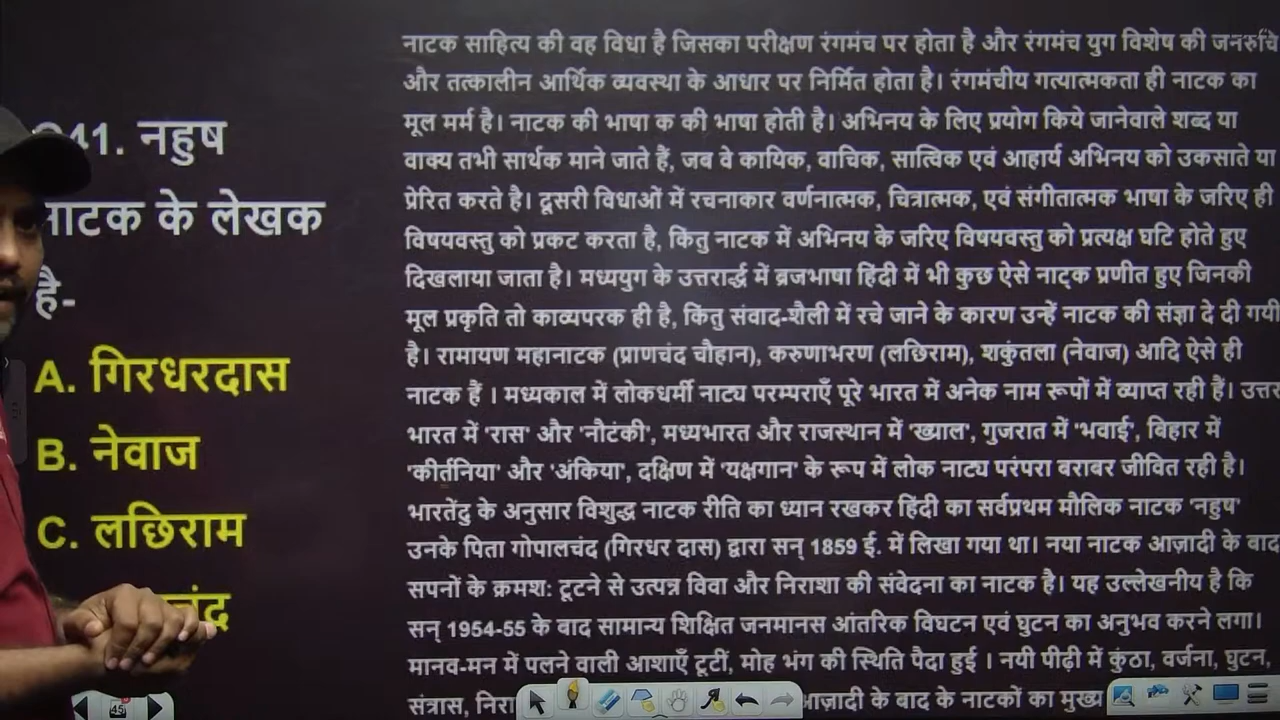 41. नहुष
नाटक के लेखक
है-
A. गिरधरदास
B. नेवाज
C. लछिराम
चंद
नाटक साहित्य की वह विधा है जिसका परीक्षण रंगमंच पर होता है और रंगमंच युग विशेष की जनरुचि
और तत्कालीन आर्थिक व्यवस्था के आधार पर निर्मित होता है। रंगमंचीय गत्यात्मकता ही नाटक का
मूल मर्म है। नाटक की भाषा क की भाषा होती है। अभिनय के लिए प्रयोग किये जानेवाले शब्द या
वाक्य तभी सार्थक माने जाते हैं, जब वे कायिक, वाचिक, सात्विक एवं आहार्य अभिनय को उकसाते या
प्रेरित करते है। दूसरी विधाओं में रचनाकार वर्णनात्मक, चित्रात्मक, एवं संगीतात्मक भाषा के जरिए ही
विषयवस्तु को प्रकट करता है, किंतु नाटक में अभिनय के जरिए विषयवस्तु को प्रत्यक्ष घटि होते हुए
दिखलाया जाता है। मध्ययुग के उत्तरार्द्ध में ब्रजभाषा हिंदी में भी कुछ ऐसे नाट्क प्रणीत हुए जिनकी
मूल प्रकृति तो काव्यपरक ही है, किंतु संवाद-शैली में रचे जाने के कारण उन्हें नाटक की संज्ञा दे दी गयी
है। रामायण महानाटक (प्राणचंद चौहान), करुणाभरण (लछिराम), शकुंतला (नेवाज) आदि ऐसे ही
नाटक हैं । मध्यकाल में लोकधर्मी नाट्य परम्पराएँ पूरे भारत में अनेक नाम रूपों में व्याप्त रही हैं। उत्तर
भारत में 'रास' और 'नौटंकी', मध्यभारत और राजस्थान में 'ख्याल', गुजरात में 'भवाई', बिहार में
'कीर्तनिया' और 'अंकिया', दक्षिण में 'यक्षगान' के रूप में लोक नाट्य परंपरा बराबर जीवित रही है।
भारतेंदु के अनुसार विशुद्ध नाटक रीति का ध्यान रखकर हिंदी का सर्वप्रथम मौलिक नाटक 'नहुष'
उनके पिता गोपालचंद (गिरधर दास) द्वारा सन् 1859 ई. में लिखा गया था। नया नाटक आज़ादी के बाद
सपनों के क्रमश: टूटने से उत्पन्न विवा और निराशा की संवेदना का नाटक है। यह उल्लेखनीय है कि
सन् 1954-55 के बाद सामान्य शिक्षित जनमानस आंतरिक विघटन एवं घुटन का अनुभव करने लगा।
मानव-मन में पलने वाली आशाएँ टूटीं, मोह भंग की स्थिति पैदा हुई । नयी पीढ़ी में कुंठा, वर्जना, घुटन,
संत्रास, निरा आज़ादी के बाद के नाटकों का मुख्य
45